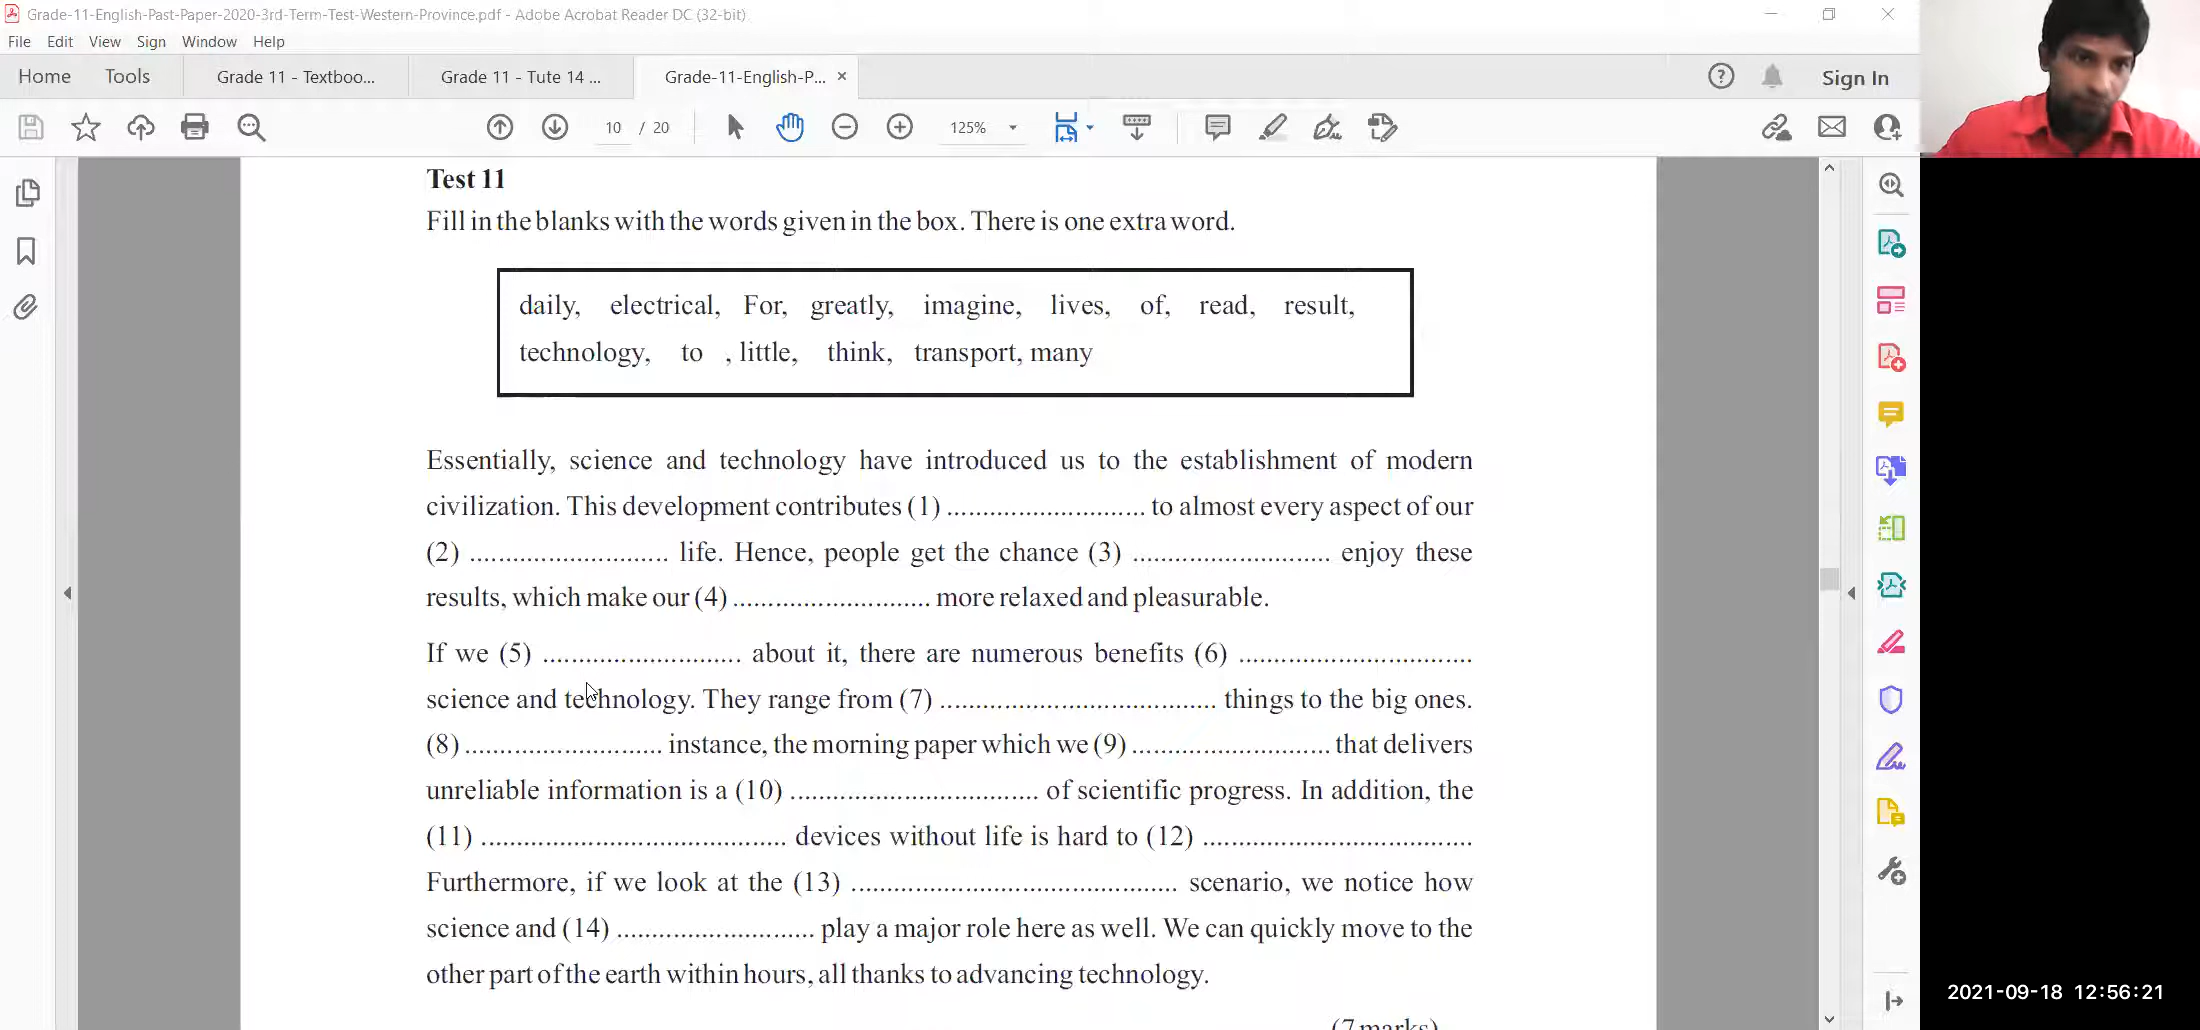 Grade-11-English-Past-Paper-2020-3rd-Term-Test-Western-Province.pdf - Adobe Acrobat Reader DC (32-bit)
File Edit View Sign Window Help
Home Tools Grade 11 - Textboo... Grade 11 - Tute 14 ... Grade-11-English-P... × Sign In
10 / 20 125%
Test 11
Fill in the blanks with the words given in the box. There is one extra word.
daily, electrical, For, greatly, imagine, lives, of, read, result,
technology, to , little, think, transport, many
Essentially, science and technology have introduced us to the establishment of modern
civilization. This development contributes (1) ............................ to almost every aspect of our
(2) ............................ life. Hence, people get the chance (3) ............................ enjoy these
results, which make our (4) ............................ more relaxed and pleasurable.
If we (5) ............................ about it, there are numerous benefits (6) .................................
science and technology. They range from (7) ....................................... things to the big ones.
(8) ............................ instance, the morning paper which we (9) ............................ that delivers
unreliable information is a (10) ................................... of scientific progress. In addition, the
(11) ........................................... devices without life is hard to (12) ......................................
Furthermore, if we look at the (13) .............................................. scenario, we notice how
science and (14) ............................ play a major role here as well. We can quickly move to the
other part of the earth within hours, all thanks to advancing technology.
(7 marks)
2021-09-18 12:56:21